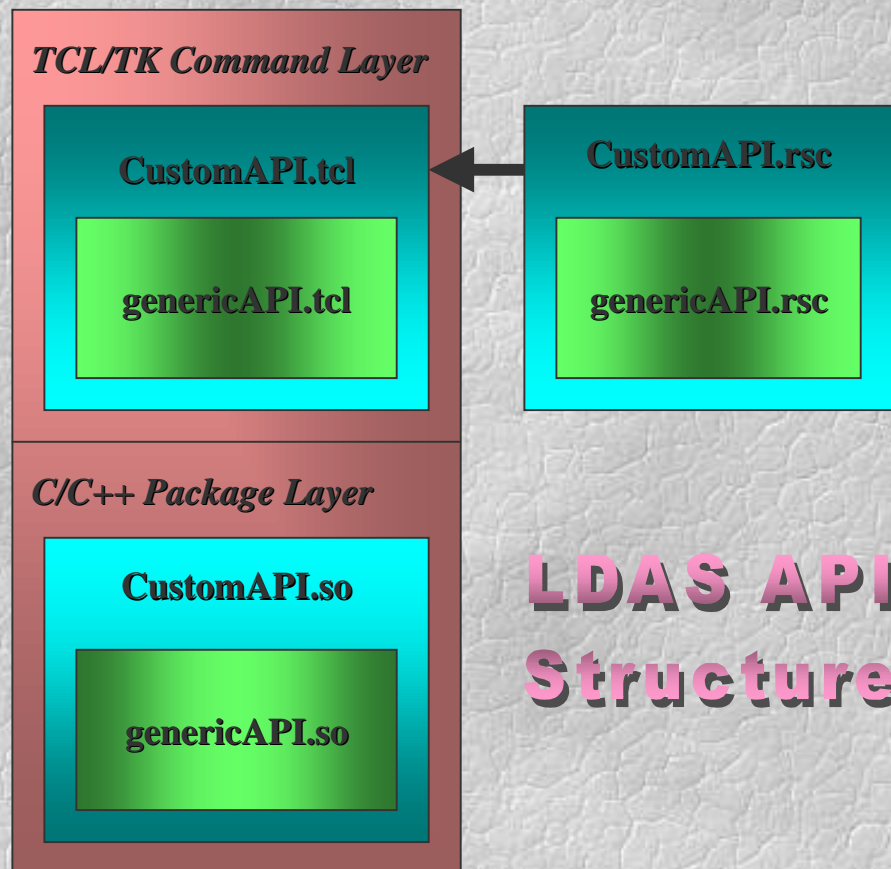 TCL/TK Command Layer
CustomAPI.tcl
genericAPI.tcl
CustomAPI.rsc
genericAPI.rsc
C/C++ Package Layer
CustomAPI.so
genericAPI.so
LDAS API
Structure